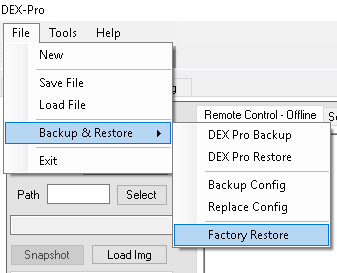 DEX-Pro
File Tools Help
New
Save File
Load File
Backup & Restore
Exit
Remote Control - Offline
DEX Pro Backup
DEX Pro Restore
Backup Config
Replace Config
Factory Restore
Path Select
Snapshot Load Img